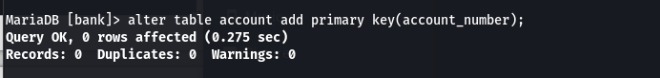 MariaDB [bank]> alter table account add primary key(account_number);
Query OK, 0 rows affected (0.275 sec)
Records: 0  Duplicates: 0  Warnings: 0